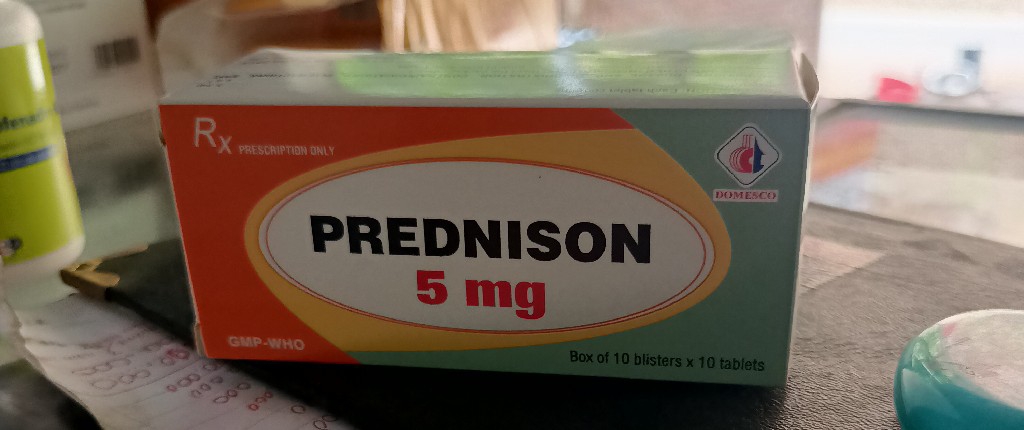 Rx PRESCRIPTION ONLY
DOMESCO
PREDNISON
5 mg
GMP-WHO
Box of 10 blisters x 10 tablets